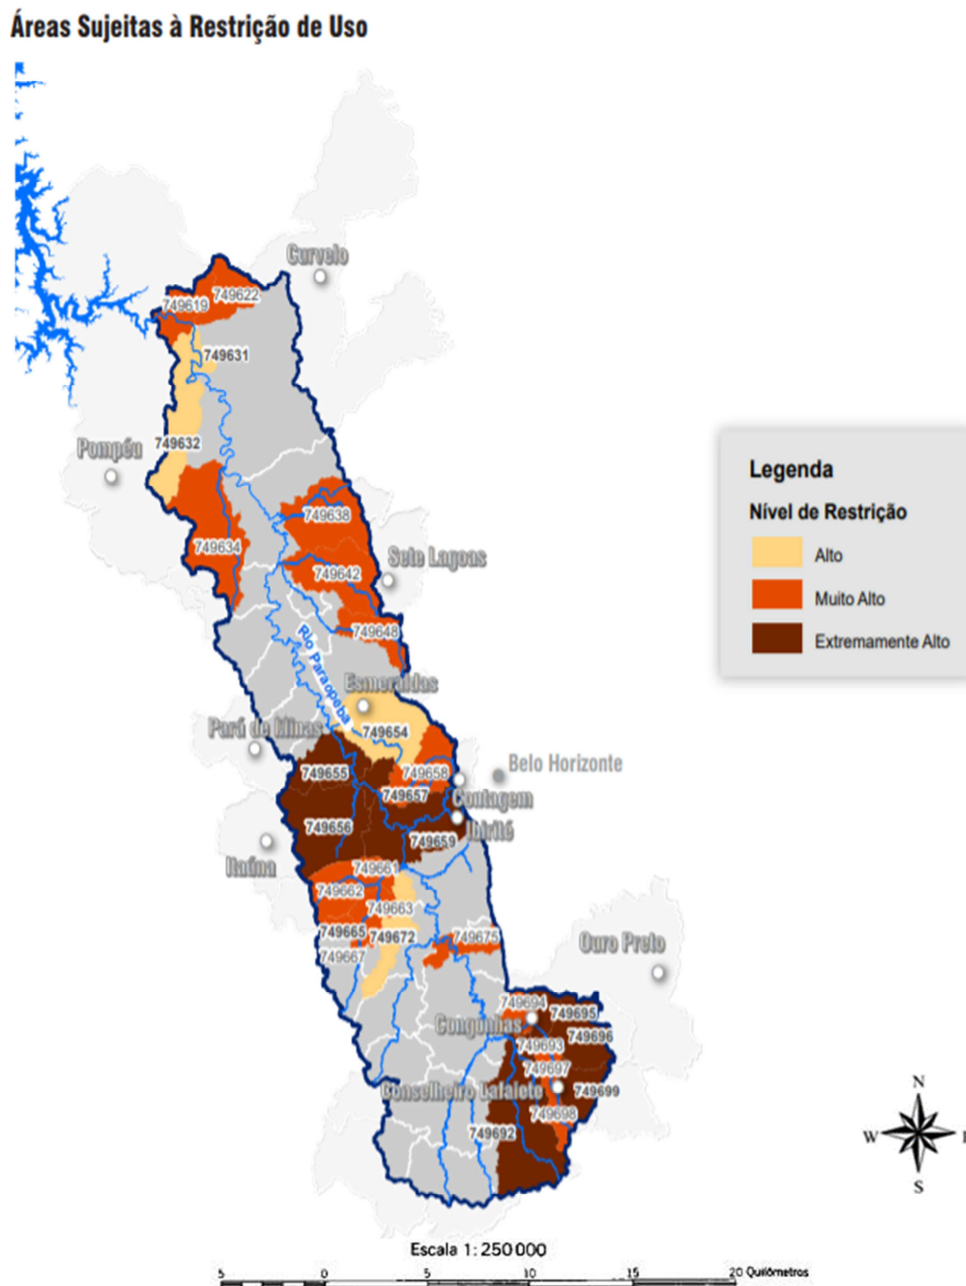 Áreas Sujeitas à Restrição de Uso
Curvelo
749622
749619
749631
749632
Pompéu
749638
749634
Sete Lagoas
749642
749648
Rio Paraopeba
Esmeraldas
Pará de Minas
749654
Belo Horizonte
749655
749658
749657
Contagem
749656
Ibirité
749659
Itaúna
749661
749662
749663
749665
749672
749675
749667
Ouro Preto
749694
749695
Congonhas
749696
749693
749697
Conselheiro Lafaiete
749699
749698
749692
Legenda
Nível de Restrição
Alto
Muito Alto
Extremamente Alto
N
W
S
Escala 1: 250 000
5 0 5 10 15 20 Quilômetros